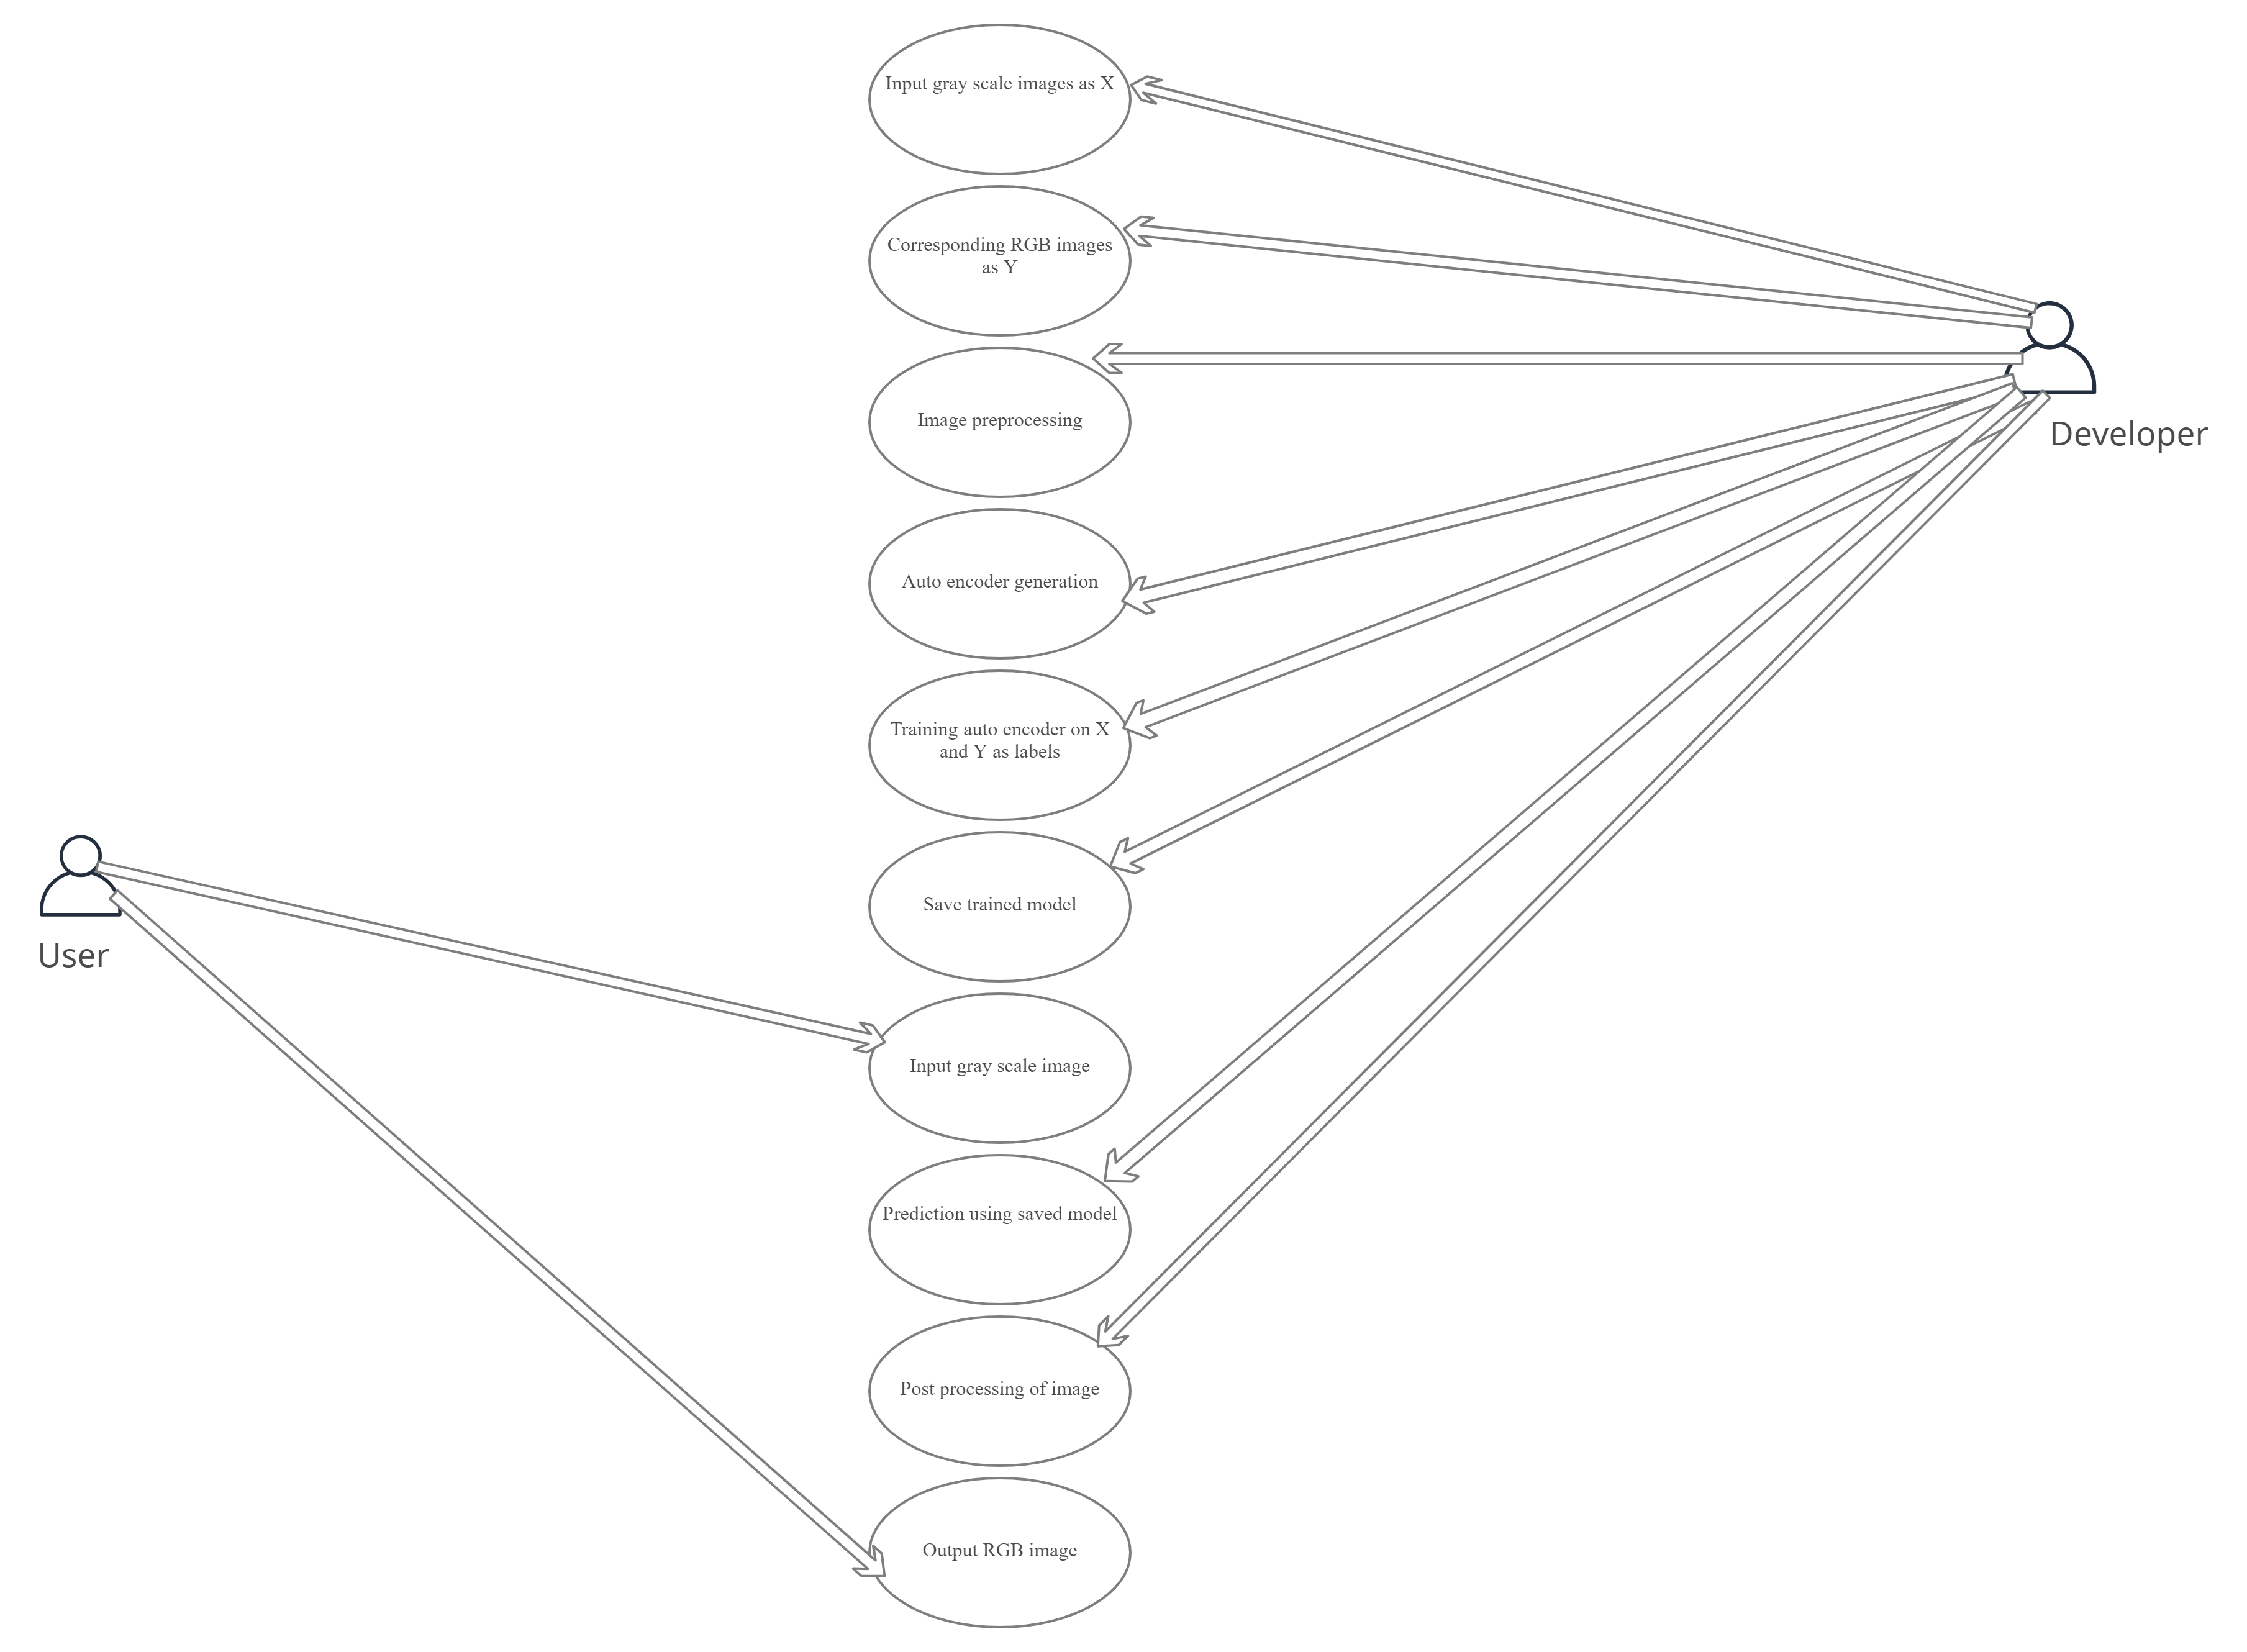 Input gray scale images as X
Corresponding RGB images
as Y
Image preprocessing
Developer
Auto encoder generation
Training auto encoder on X
and Y as labels
Save trained model
User
Input gray scale image
Prediction using saved model
Post processing of image
Output RGB image